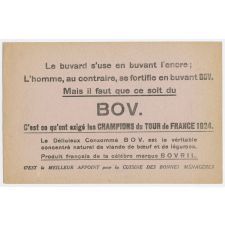 Le buvard s'use en buvant l'encre;
L'homme, au contraire, se fortifie en buvant BOV.
Mais il faut que ce soit du
BOV.
C'est ce qu'ont exigé les CHAMPIONS du TOUR de FRANCE 1924.
Le Délicieux Consommé BOV. est le véritable
concentré naturel de viande de bœuf et de légumes.
Produit français de la célèbre marque BOVRIL.
C'EST le MEILLEUR APPOINT pour la CUISINE DES BONNES MÉNAGÈRES